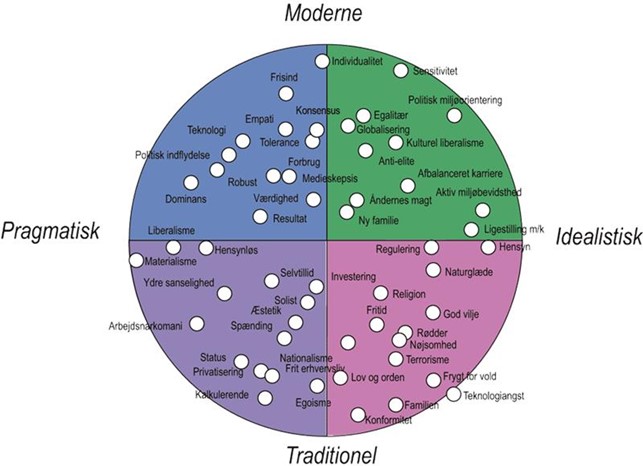 Moderne
Individualitet
Sensitivitet
Frisind
Politisk miljøorientering
Konsensus
Egalitær
Empati
Globalisering
Teknologi
Tolerance
Kulturel liberalisme
Politisk indflydelse
Forbrug
Anti-elite
Robust
Medieskepsis
Afbalanceret karriere
Dominans
Værdighed
Åndernes magt
Aktiv miljøbevidsthed
Resultat
Ny familie
Ligestilling m/k
Pragmatisk
Idealistisk
Liberalisme
Hensynløs
Regulering
Hensyn
Materialisme
Selvtillid
Investering
Naturglæde
Ydre sanselighed
Solist
Religion
Æstetik
Fritid
God vilje
Arbejdsnarkomani
Spænding
Rødder
Nøjsomhed
Status
Nationalisme
Terrorisme
Privatisering
Frit erhvervsliv
Lov og orden
Frygt for vold
Kalkulerende
Egoisme
Teknologiangst
Familien
Konformitet
Traditionel